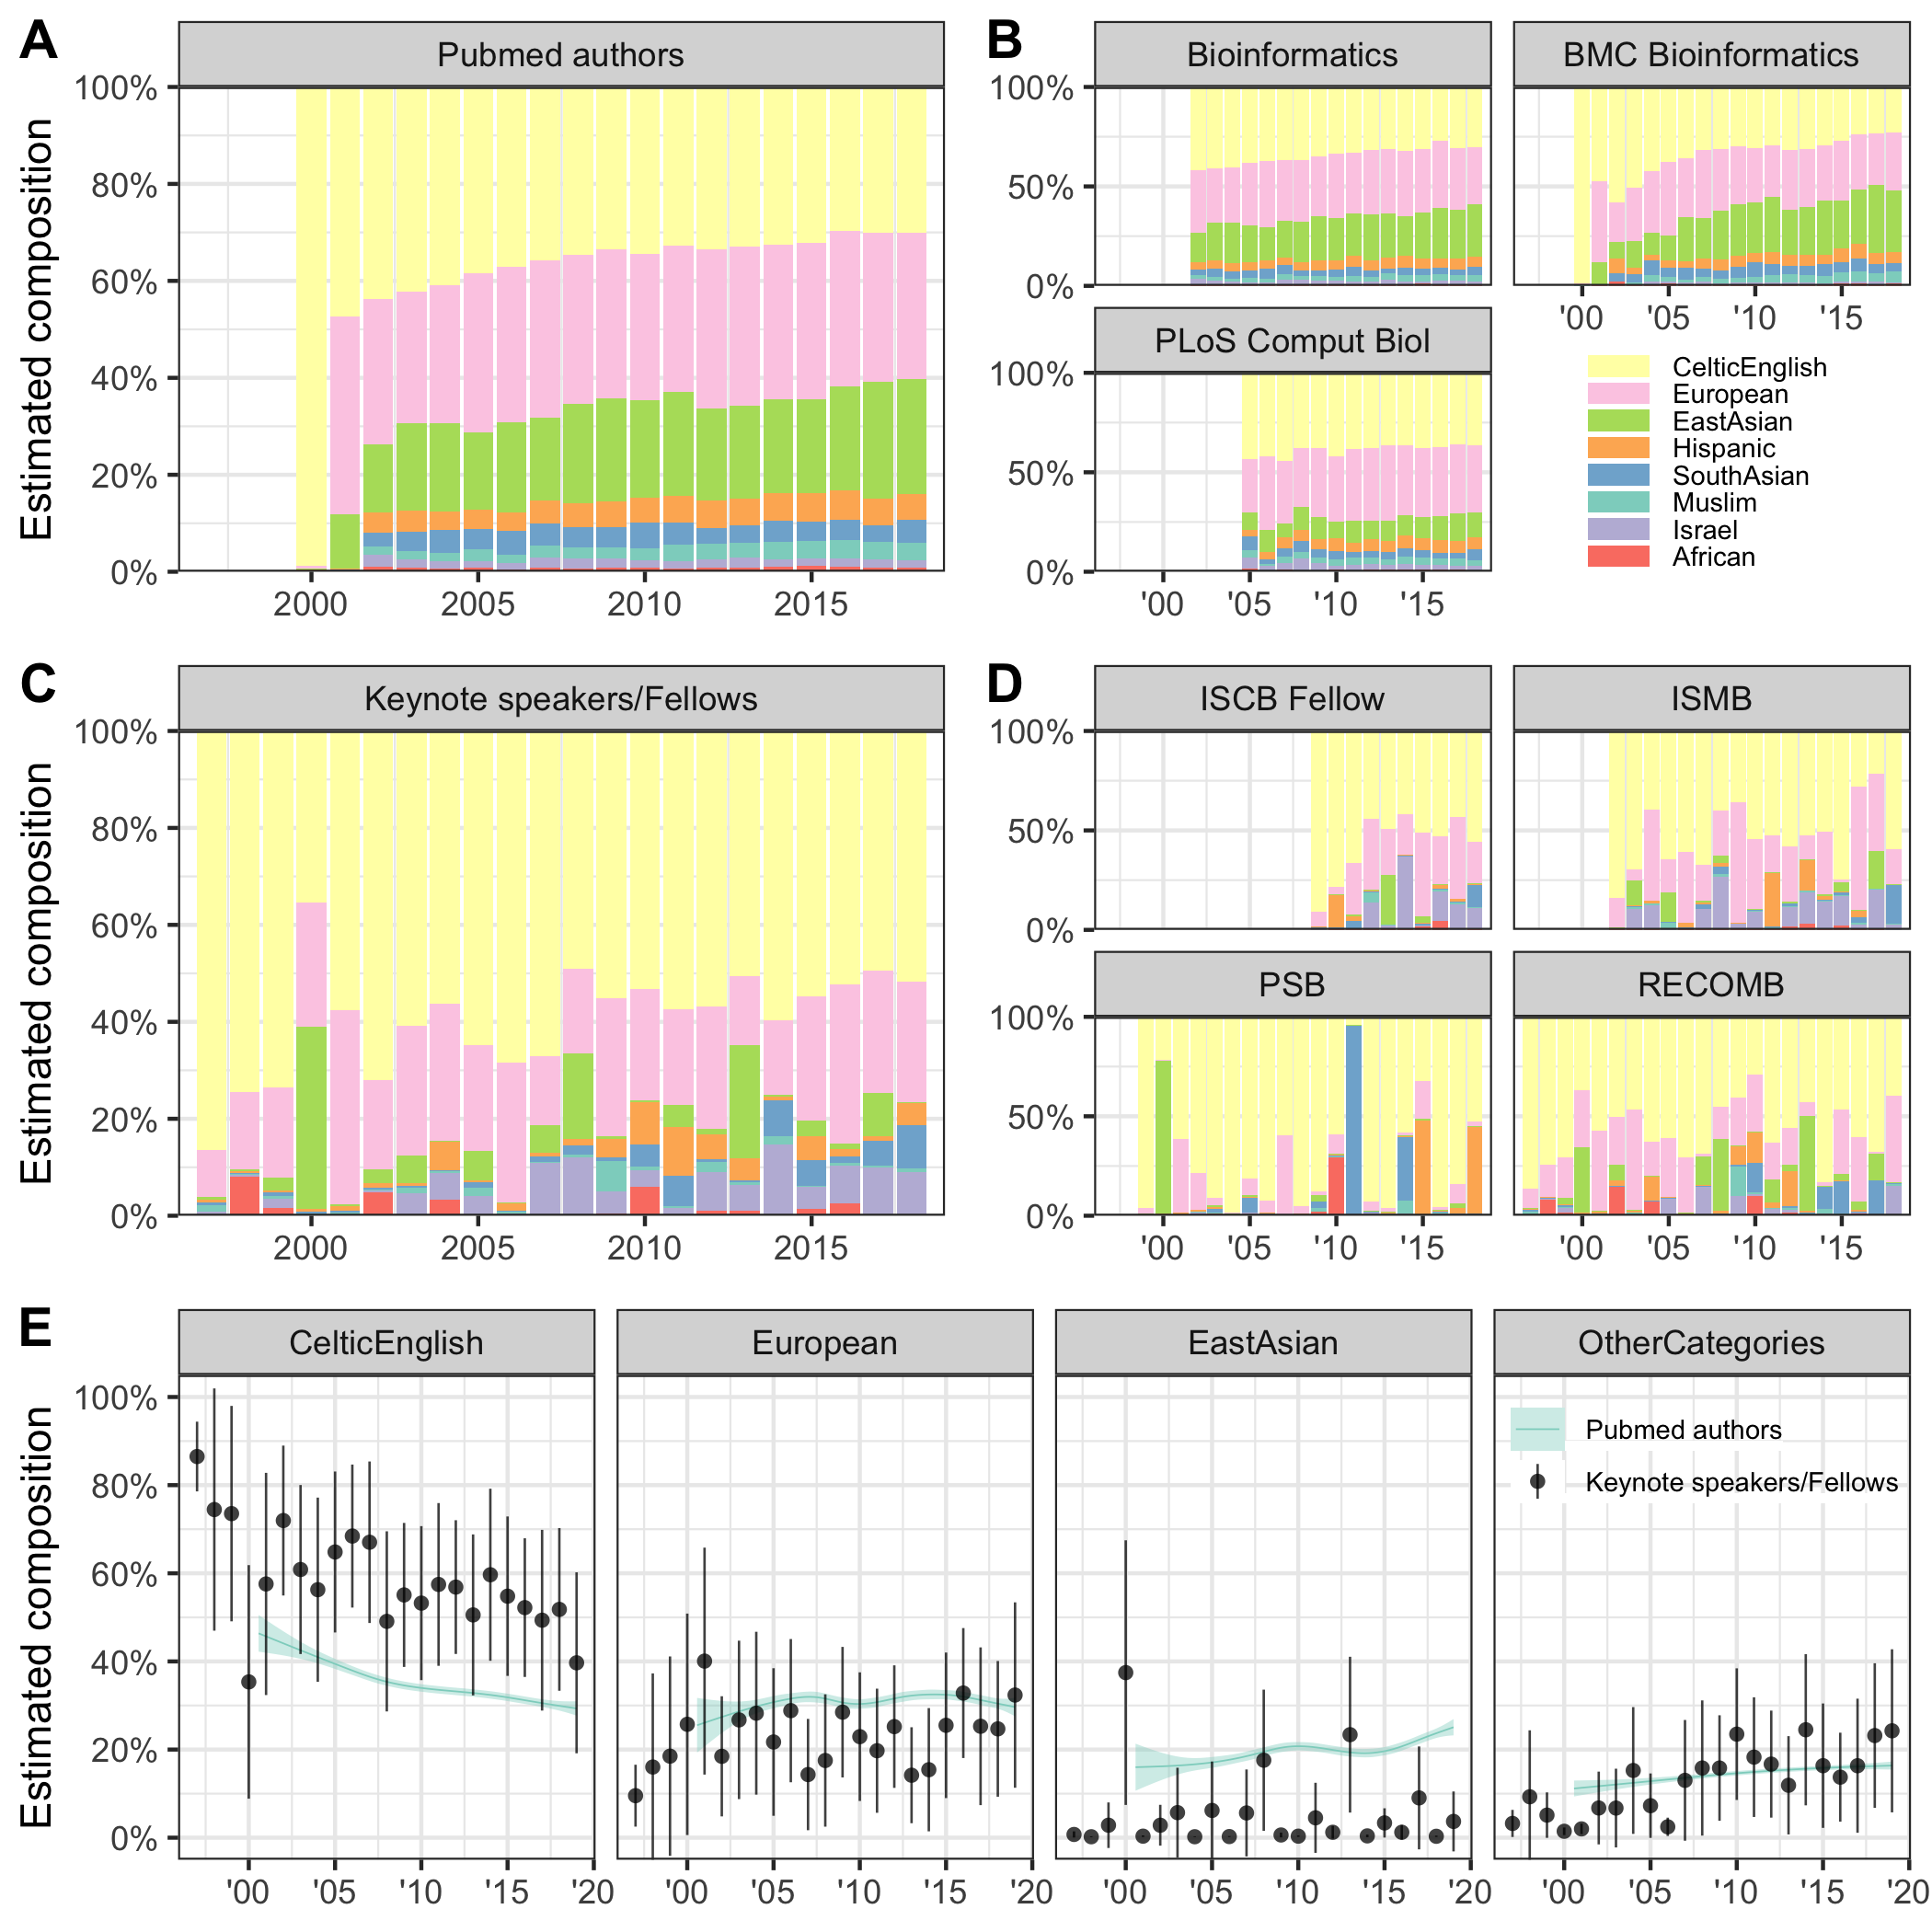 A
Pubmed authors
Estimated composition
100%
80%
60%
40%
20%
0%
2000 2005 2010 2015
B
Bioinformatics
BMC Bioinformatics
100%
50%
0%
'00 '05 '10 '15
PLoS Comput Biol
100%
50%
0%
'00 '05 '10 '15
CelticEnglish
European
EastAsian
Hispanic
SouthAsian
Muslim
Israel
African
C
Keynote speakers/Fellows
Estimated composition
100%
80%
60%
40%
20%
0%
2000 2005 2010 2015
D
ISCB Fellow
ISMB
100%
50%
0%
PSB
RECOMB
100%
50%
0%
'00 '05 '10 '15
'00 '05 '10 '15
E
CelticEnglish
European
EastAsian
OtherCategories
Estimated composition
100%
80%
60%
40%
20%
0%
Pubmed authors
Keynote speakers/Fellows
'00 '05 '10 '15 '20
'00 '05 '10 '15 '20
'00 '05 '10 '15 '20
'00 '05 '10 '15 '20